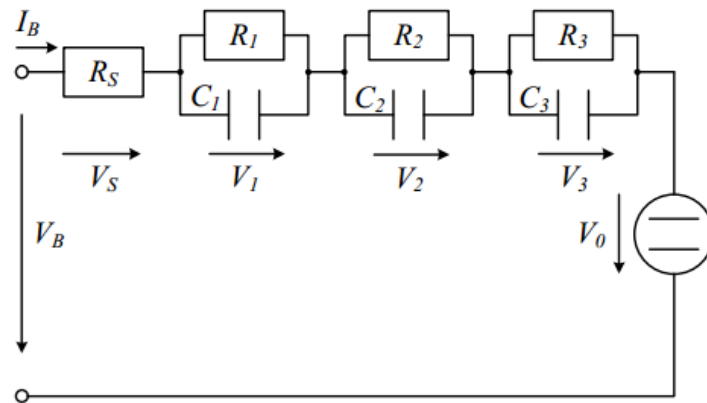 I_B
R_S
R_1
R_2
R_3
C_1
C_2
C_3
V_S
V_1
V_2
V_3
V_B
V_0